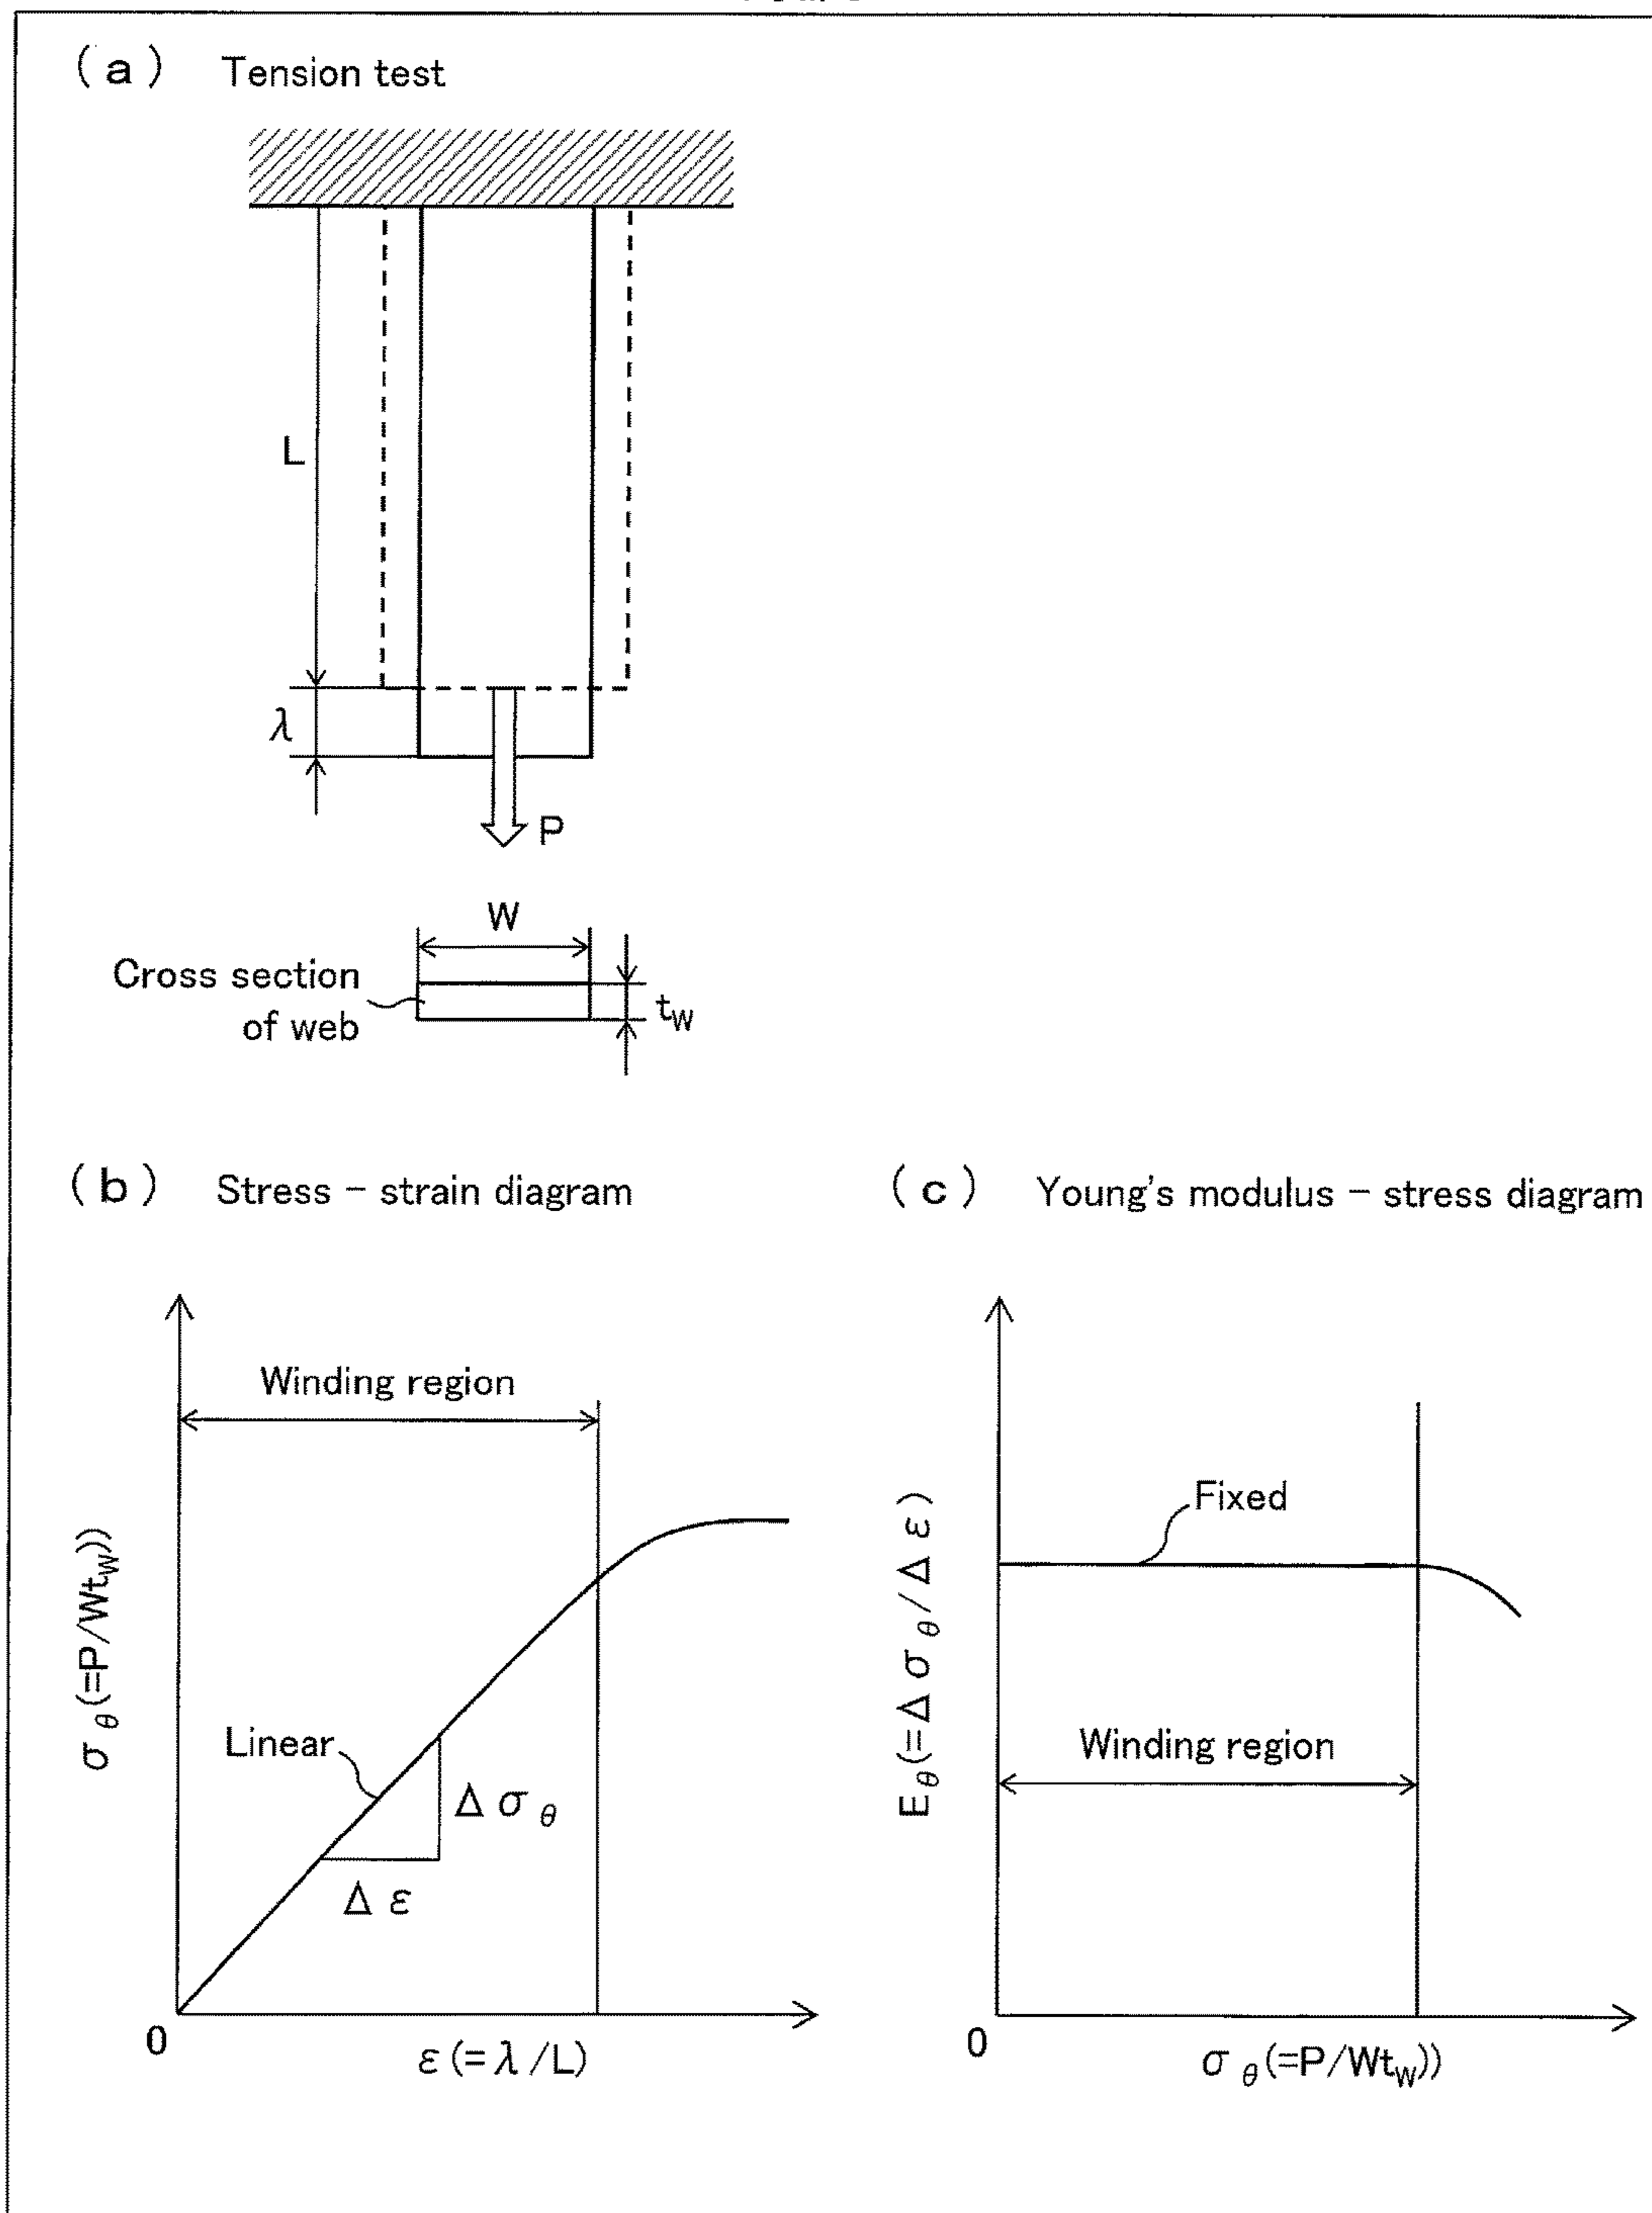 (a) Tension test
L
λ
P
W
Cross section
of web
t_W
(b) Stress - strain diagram
(c) Young's modulus - stress diagram
Winding region
σ_θ(=P/Wt_W))
Linear
Δσ_θ
Δε
0
ε(=λ/L)
E_θ(=Δσ_θ/Δε)
Fixed
Winding region
0
σ_θ(=P/Wt_W))